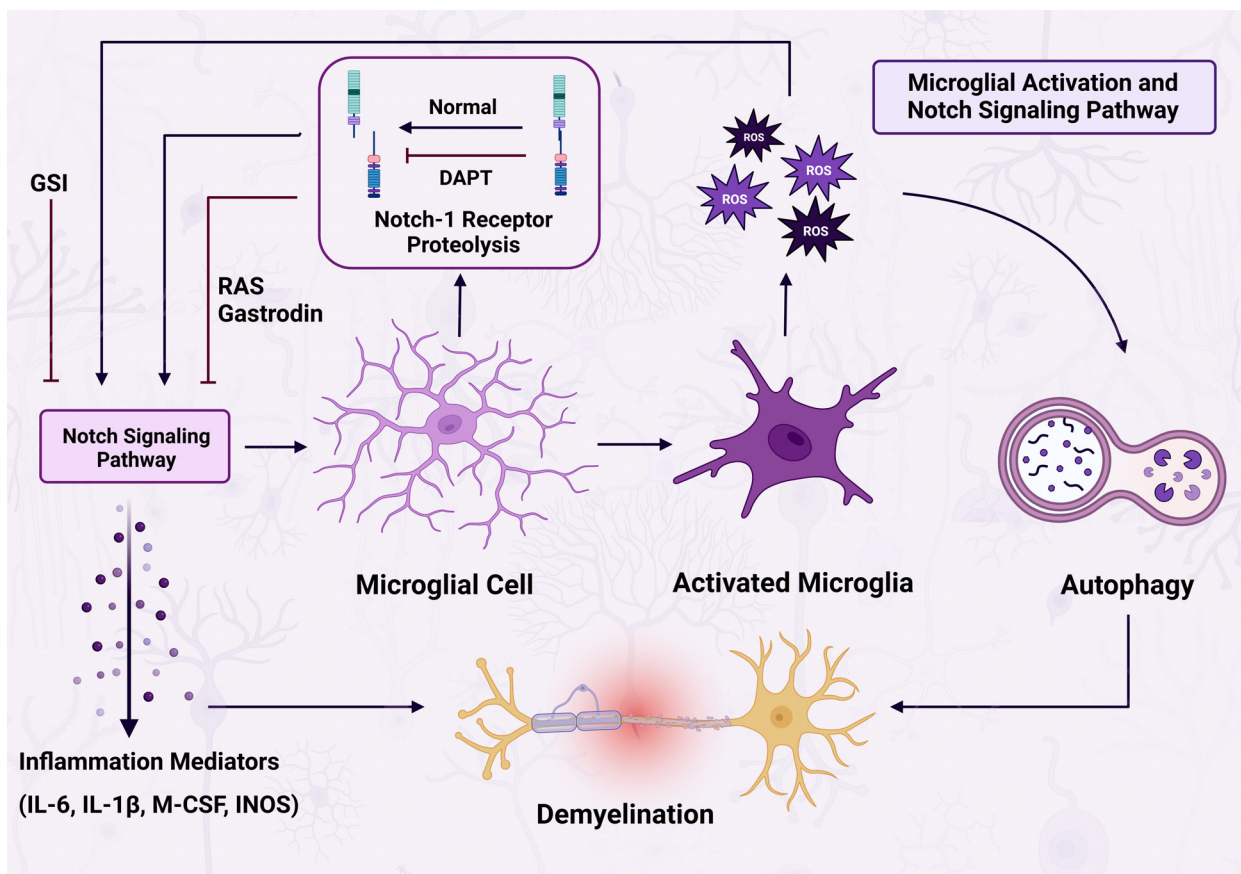 Microglial Activation and
Notch Signaling Pathway
Normal
DAPT
Notch-1 Receptor
Proteolysis
ROS
ROS
ROS
ROS
GSI
RAS
Gastrodin
Notch Signaling
Pathway
Microglial Cell
Activated Microglia
Autophagy
Inflammation Mediators
(IL-6, IL-1β, M-CSF, INOS)
Demyelination